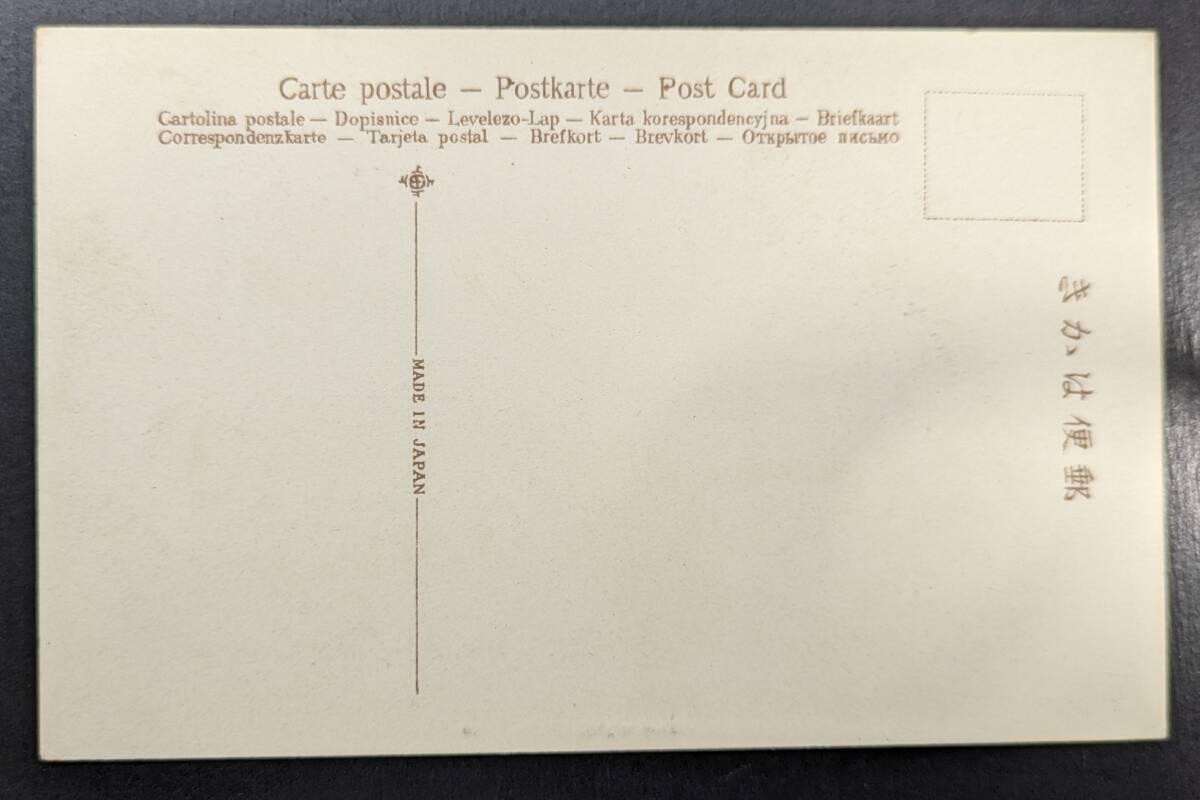 Carte postale — Postkarte — Post Card
Cartolina postale — Dopisnice — Levelezo-Lap — Karta korespondencyjna — Briefkaart
Correspondenzkarte — Tarjeta postal — Brefkort — Brevkort — Открытое письмо
MADE IN JAPAN
きかは便郵